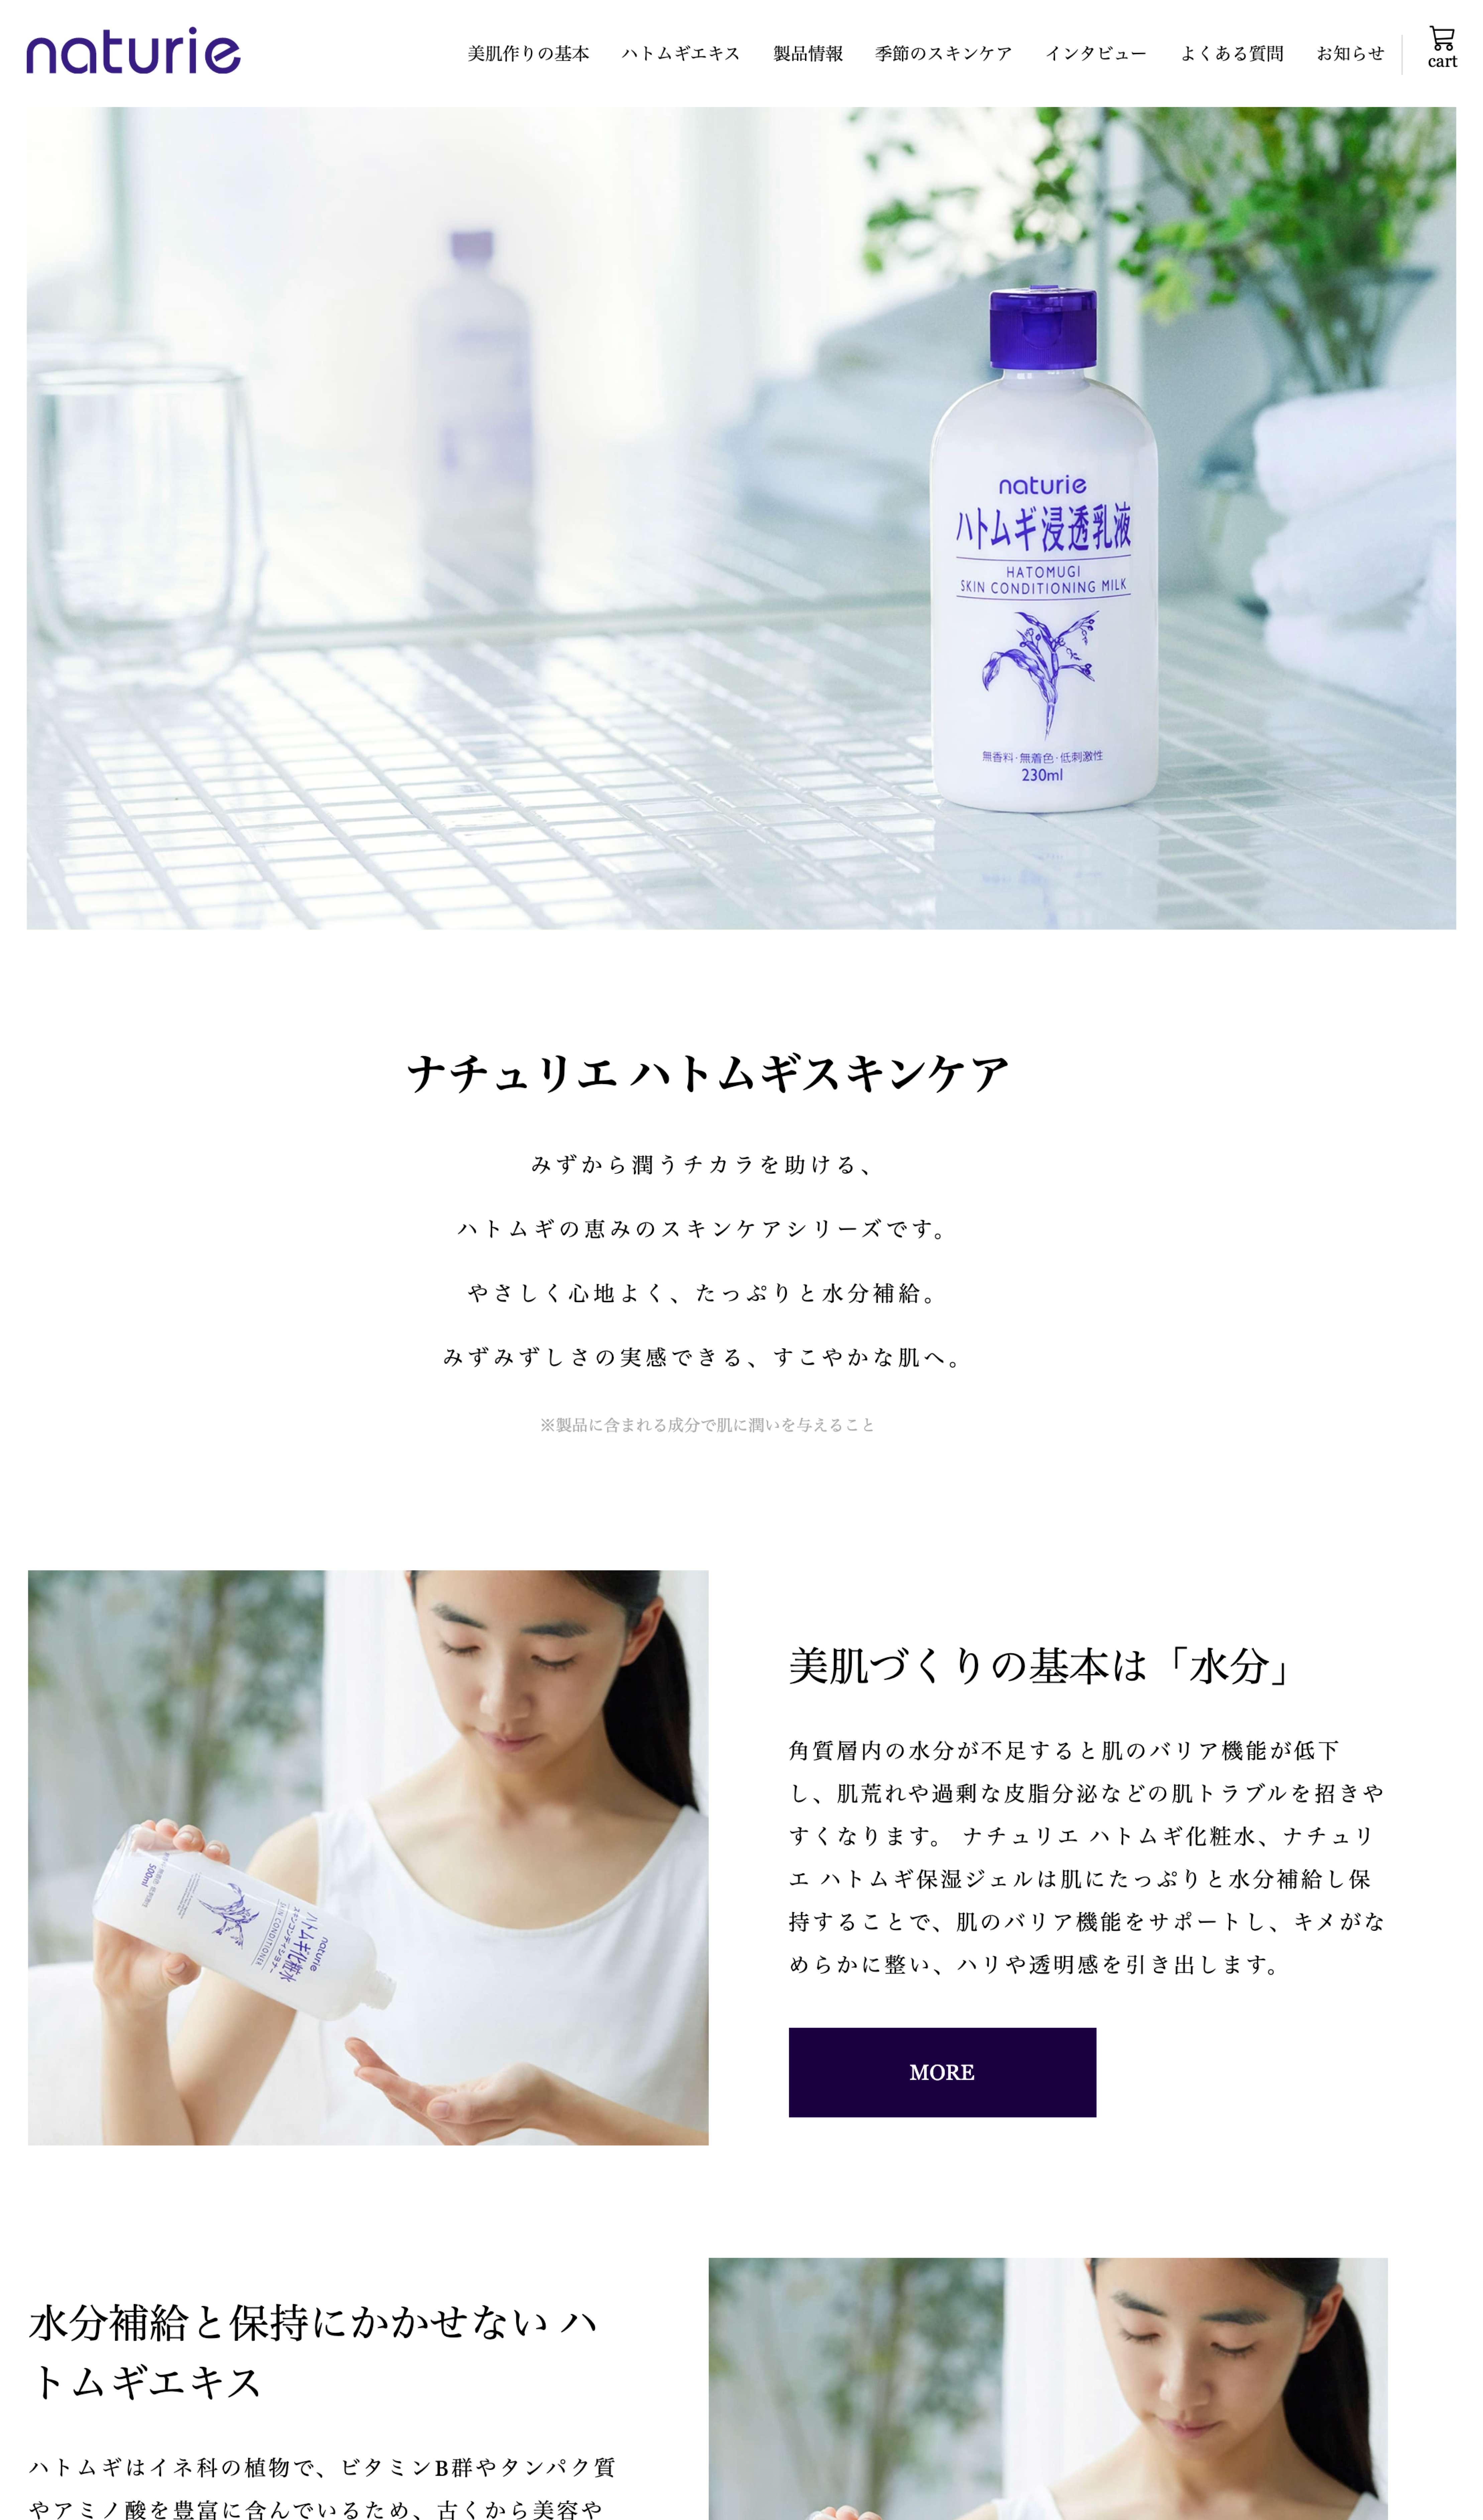 naturie
美肌作りの基本 ハトムギエキス 製品情報 季節のスキンケア インタビュー よくある質問 お知らせ cart
naturie
ハトムギ浸透乳液
HATOMUGI
SKIN CONDITIONING MILK
無香料・無着色・低刺激性
230ml
ナチュリエ ハトムギスキンケア
みずから潤うチカラを助ける、
ハトムギの恵みのスキンケアシリーズです。
やさしく心地よく、たっぷりと水分補給。
みずみずしさの実感できる、すこやかな肌へ。
※製品に含まれる成分で肌に潤いを与えること
naturie
ハトムギ化粧水
スキンコンディショナー
SKIN CONDITIONER
500ml
美肌づくりの基本は「水分」
角質層内の水分が不足すると肌のバリア機能が低下
し、肌荒れや過剰な皮脂分泌などの肌トラブルを招きや
すくなります。 ナチュリエ ハトムギ化粧水、ナチュリ
エ ハトムギ保湿ジェルは肌にたっぷりと水分補給し保
持することで、肌のバリア機能をサポートし、キメがな
めらかに整い、ハリや透明感を引き出します。
MORE
水分補給と保持にかかせない ハ
トムギエキス
ハトムギはイネ科の植物で、ビタミンB群やタンパク質
やアミノ酸を豊富に含んでいるため、古くから美容や